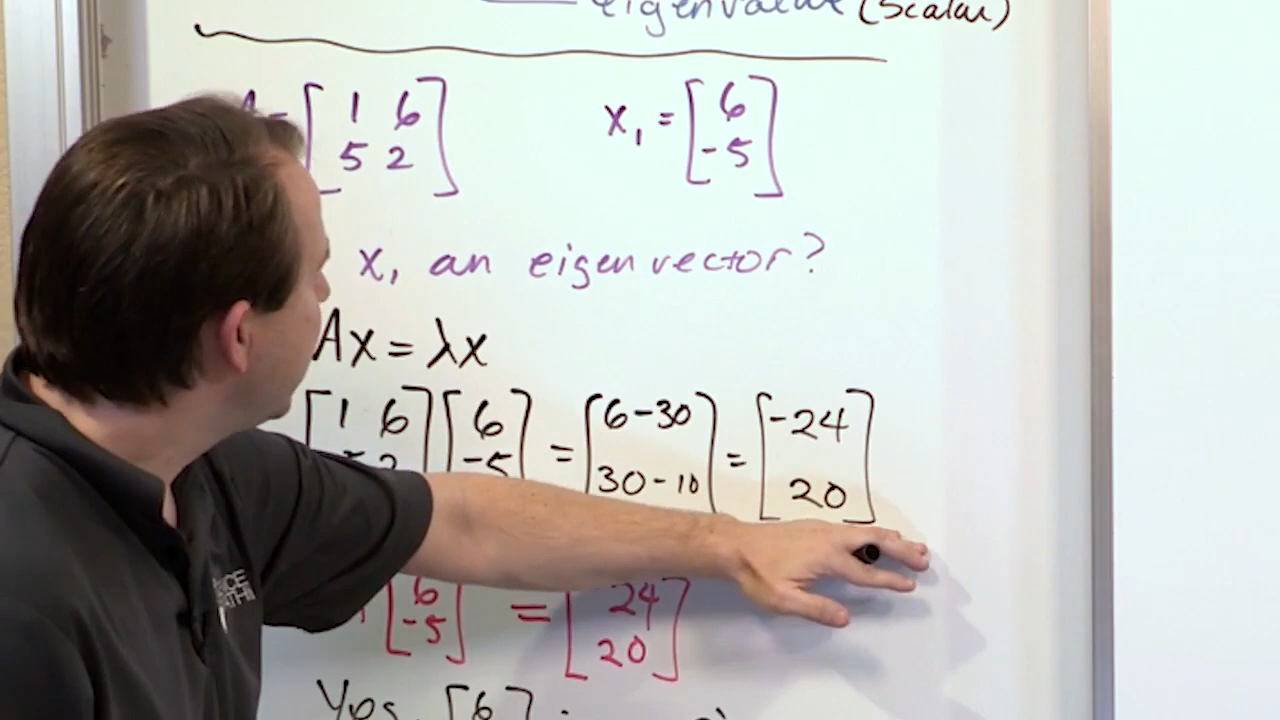 eigenvalue (scalar)
A = [1 6
5 2] x₁ = [6
-5]
x, an eigenvector?
Ax = λx
[1 6
5 2] [6
-5] = [6-30
30-10] = [-24
20]
[6
-5] = [-24
20]
Yes, [6